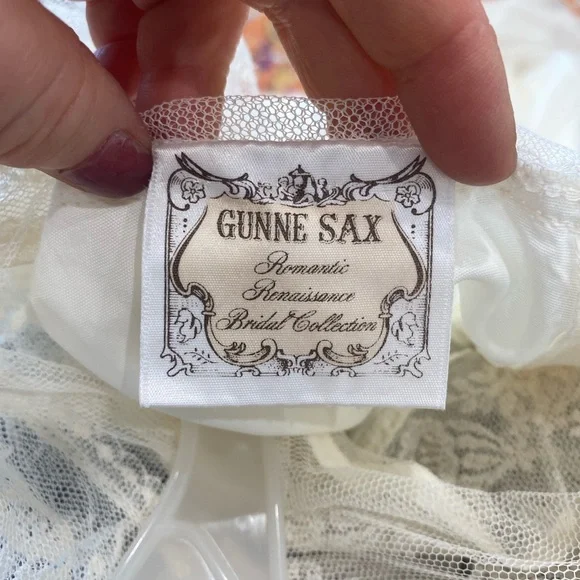 GUNNE SAX
Romantic
Renaissance
Bridal Collection